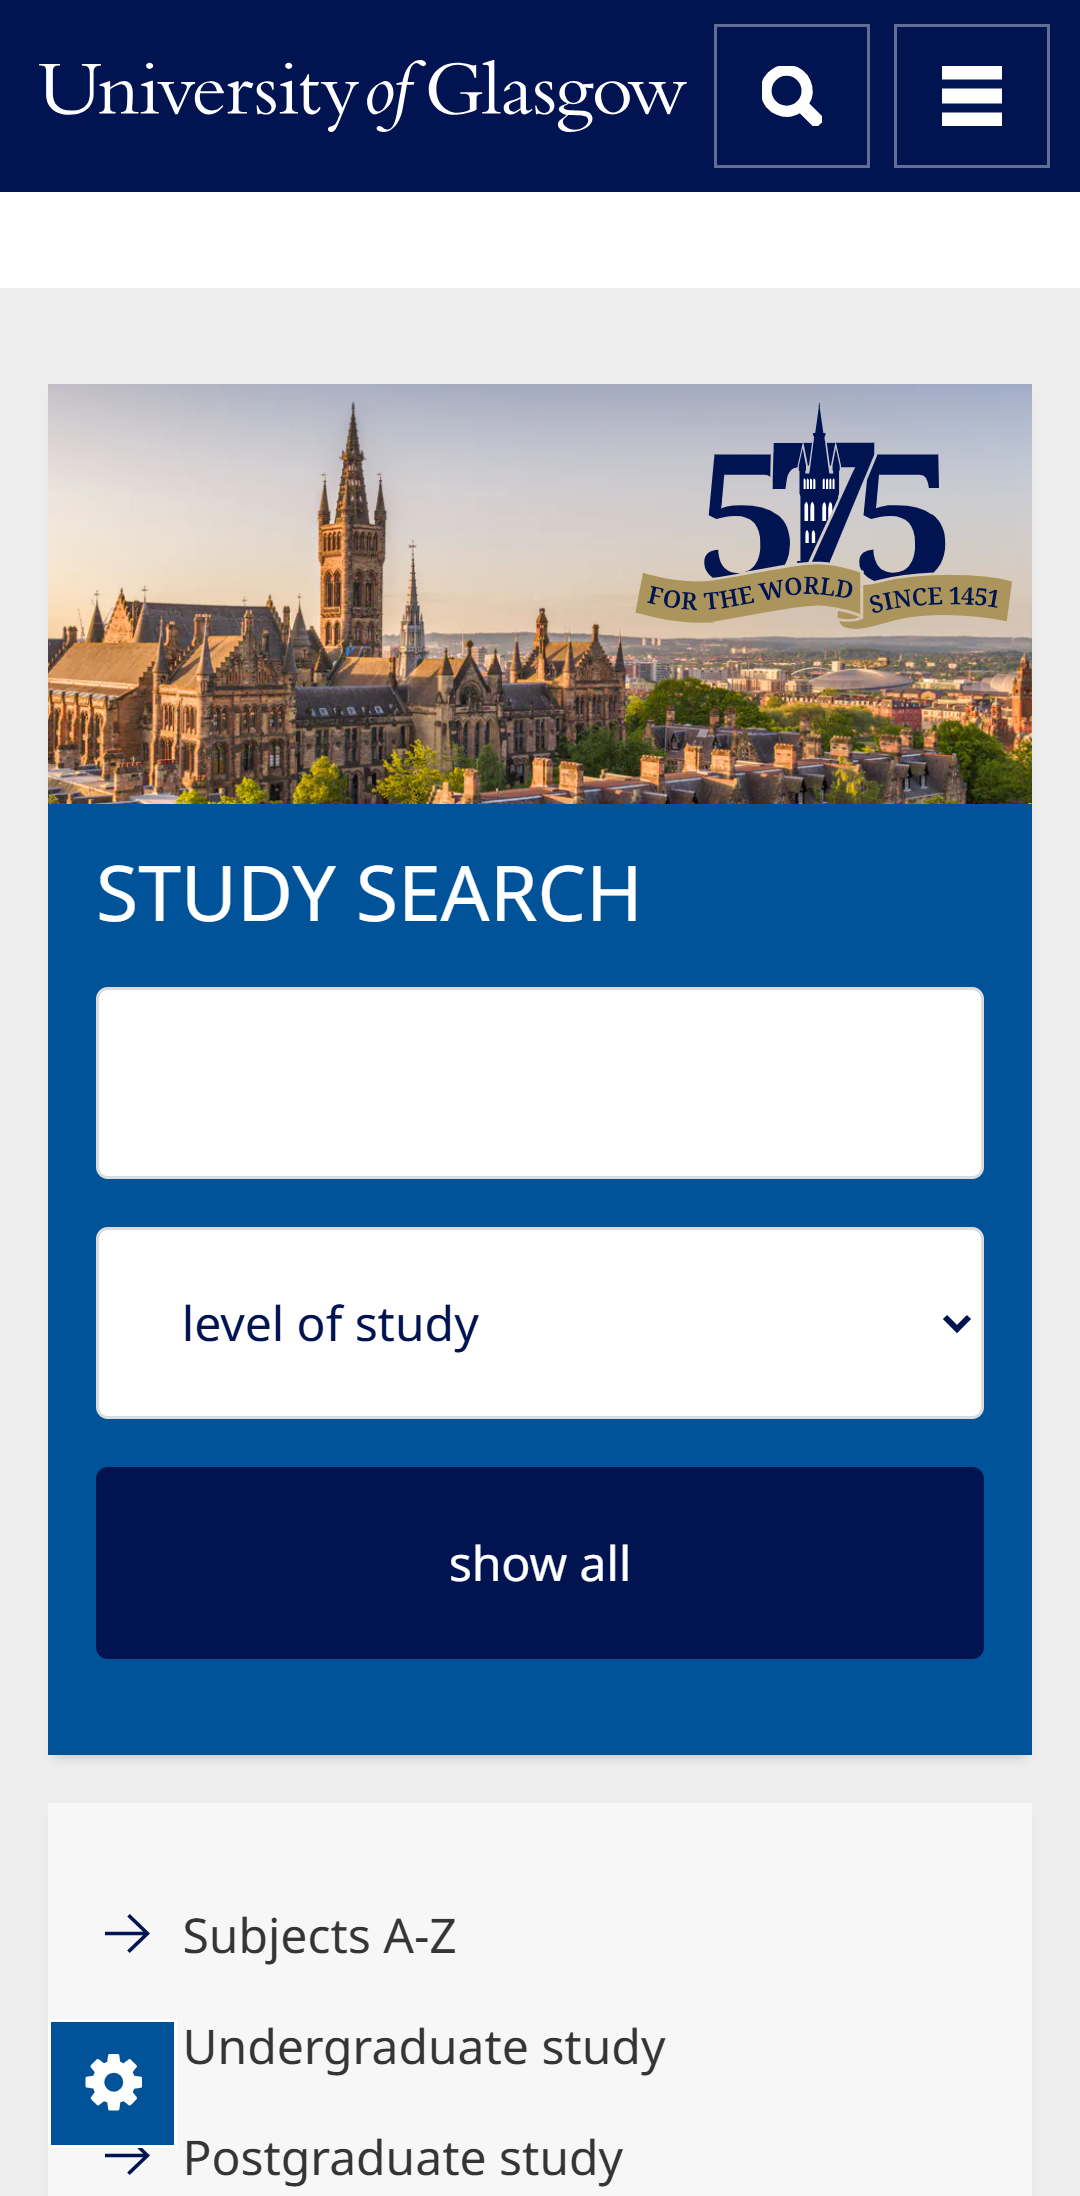 University of Glasgow
575
FOR THE WORLD SINCE 1451
STUDY SEARCH
level of study
show all
Subjects A-Z
Undergraduate study
Postgraduate study